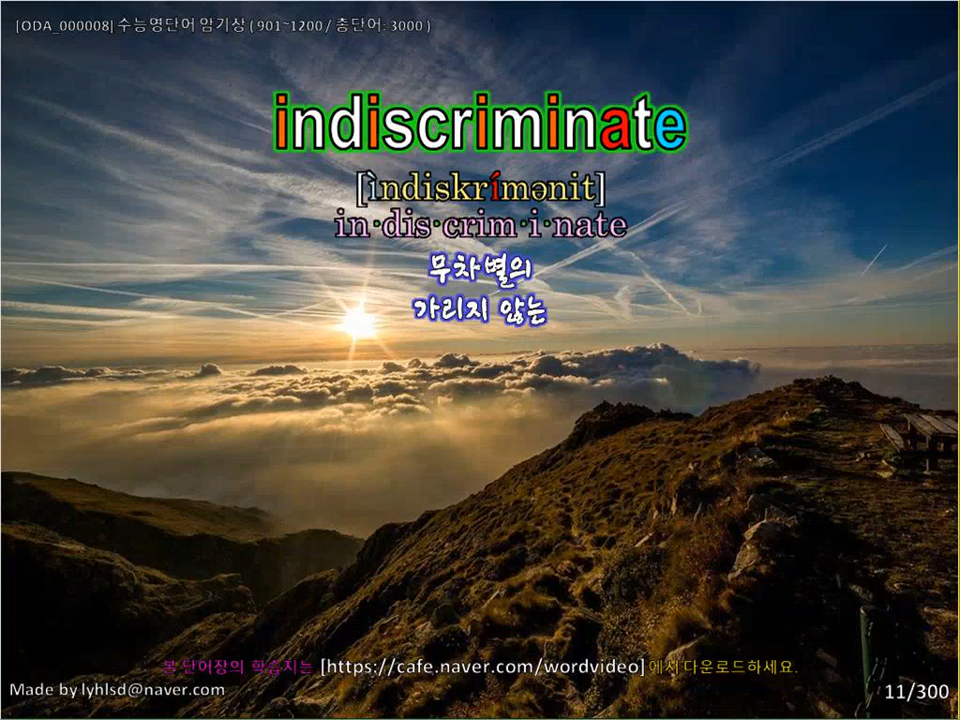 [ODA_000008] 수능영단어 암기상 ( 901~1200 / 총단어: 3000 )
indiscriminate
[ìndiskrímənit]
in·dis·crim·i·nate
무차별의
가리지 않는
본 단어장의 학습지는 [https://cafe.naver.com/wordvideo] 에서 다운로드하세요.
Made by lyhlsd@naver.com
11/300